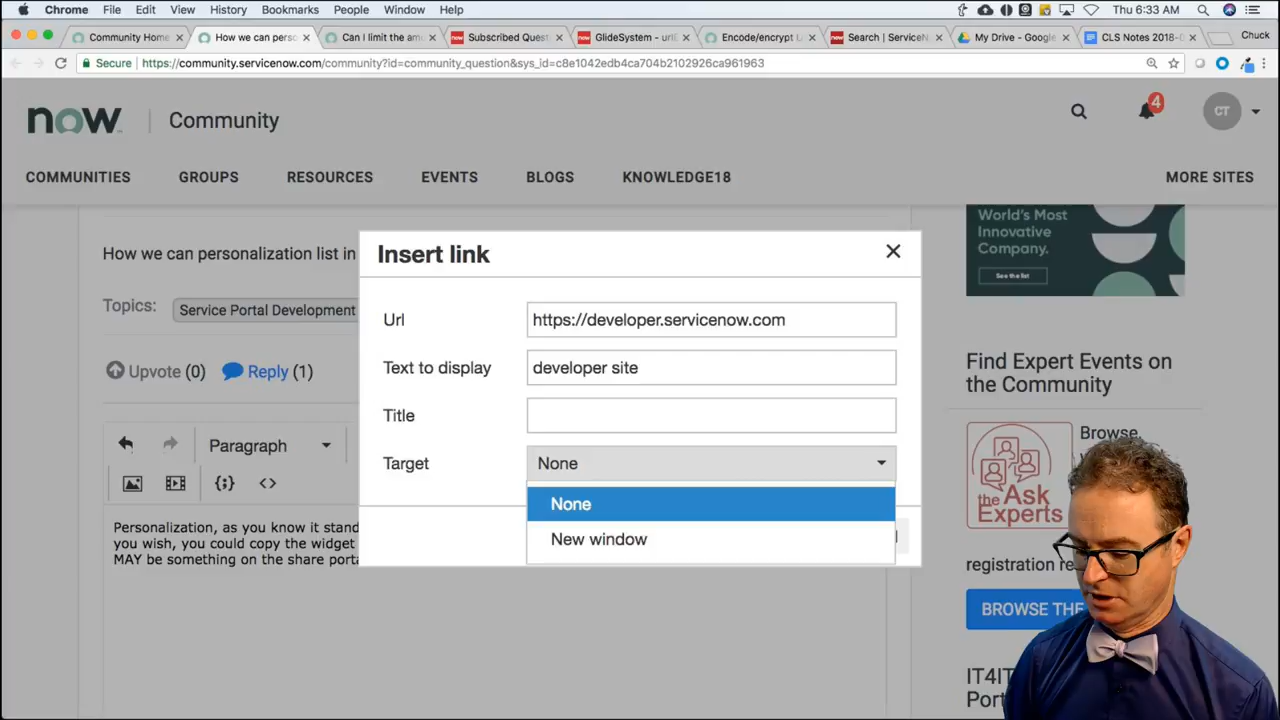 Chrome File Edit View History Bookmarks People Window Help Thu 6:33 AM
Community Home How we can perso Can I limit the am Subscribed Quest GlideSystem - urlE Encode/encrypt L Search | ServiceN My Drive - Google CLS Notes 2018-0 Chuck
Secure https://community.servicenow.com/community?id=community_question&sys_id=c8e1042edb4ca704b2102926ca961963
now Community 4 CT
COMMUNITIES GROUPS RESOURCES EVENTS BLOGS KNOWLEDGE18 MORE SITES
World's Most
Innovative
Company.
See the list
How we can personalization list in
Topics: Service Portal Development
Upvote (0) Reply (1)
Paragraph
Personalization, as you know it stand
you wish, you could copy the widget
MAY be something on the share porta
Insert link
Url https://developer.servicenow.com
Text to display developer site
Title
Target None
None
New window
Find Expert Events on
the Community
the Ask
Experts
Browse,
registration re
BROWSE THE
IT4IT
Port